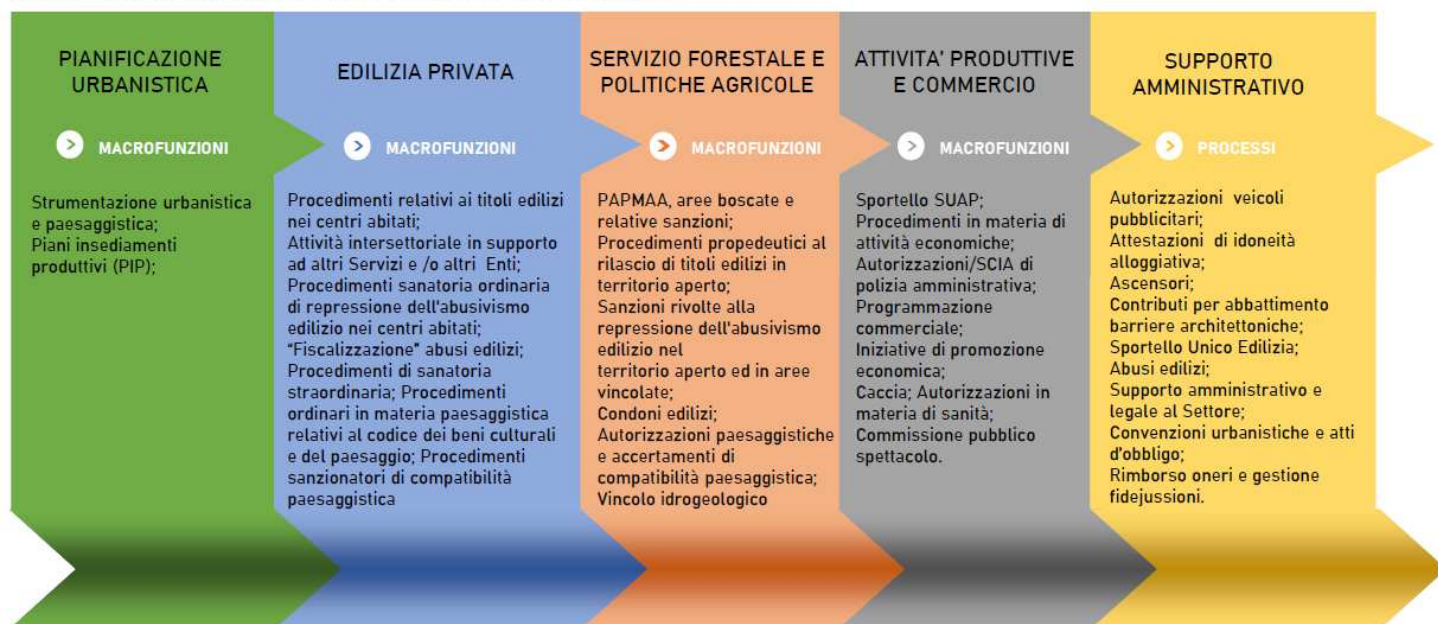 PIANIFICAZIONE
URBANISTICA
MACROFUNZIONI
Strumentazione urbanistica
e paesaggistica;
Piani insediamenti
produttivi (PIP);
EDILIZIA PRIVATA
MACROFUNZIONI
Procedimenti relativi ai titoli edilizi
nei centri abitati;
Attività intersettoriale in supporto
ad altri Servizi e /o altri Enti;
Procedimenti sanatoria ordinaria
di repressione dell'abusivismo
edilizio nei centri abitati;
"Fiscalizzazione" abusi edilizi;
Procedimenti di sanatoria
straordinaria; Procedimenti
ordinari in materia paesaggistica
relativi al codice dei beni culturali
e del paesaggio; Procedimenti
sanzionatori di compatibilità
paesaggistica
SERVIZIO FORESTALE E
POLITICHE AGRICOLE
MACROFUNZIONI
PAPMAA, aree boscate e
relative sanzioni;
Procedimenti propedeutici al
rilascio di titoli edilizi in
territorio aperto;
Sanzioni rivolte alla
repressione dell'abusivismo
edilizio nel
territorio aperto ed in aree
vincolate;
Condoni edilizi;
Autorizzazioni paesaggistiche
e accertamenti di
compatibilità paesaggistica;
Vincolo idrogeologico
ATTIVITA' PRODUTTIVE
E COMMERCIO
MACROFUNZIONI
Sportello SUAP;
Procedimenti in materia di
attività economiche;
Autorizzazioni/SCIA di
polizia amministrativa;
Programmazione
commerciale;
Iniziative di promozione
economica;
Caccia; Autorizzazioni in
materia di sanità;
Commissione pubblico
spettacolo.
SUPPORTO
AMMINISTRATIVO
PROCESSI
Autorizzazioni veicoli
pubblicitari;
Attestazioni di idoneità
alloggiativa;
Ascensori;
Contributi per abbattimento
barriere architettoniche;
Sportello Unico Edilizia;
Abusi edilizi;
Supporto amministrativo e
legale al Settore;
Convenzioni urbanistiche e atti
d'obbligo;
Rimborso oneri e gestione
fidejussioni.